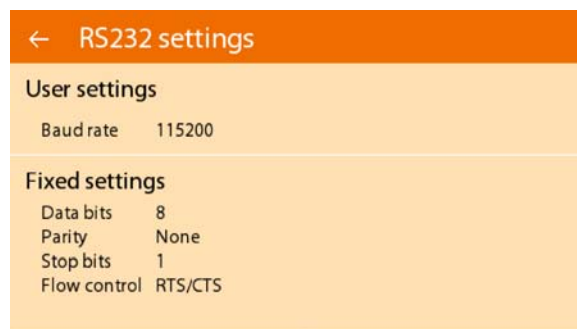 ← RS232 settings
User settings
Baud rate 115200
Fixed settings
Data bits 8
Parity None
Stop bits 1
Flow control RTS/CTS